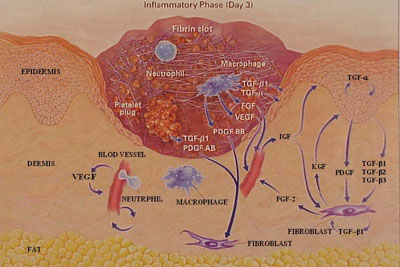 Inflammatory Phase (Day 3)
Fibrin clot
Macrophage
Neutrophil
EPIDERMIS
TGF-β1
TGF-α
TGF-α
FGF
VEGF
Platelet
plug
TGF-β1
PDGF AB
PDGF BB
IGF
BLOD VESSEL
DERMIS
VEGF
KGF
PDGF
TGF-β1
TGF-β2
TGF-β3
NEUTRPHIL
MACROPHAGE
FGF-2
FIBROBLAST
TGF-β1
FIBROBLAST
FAT